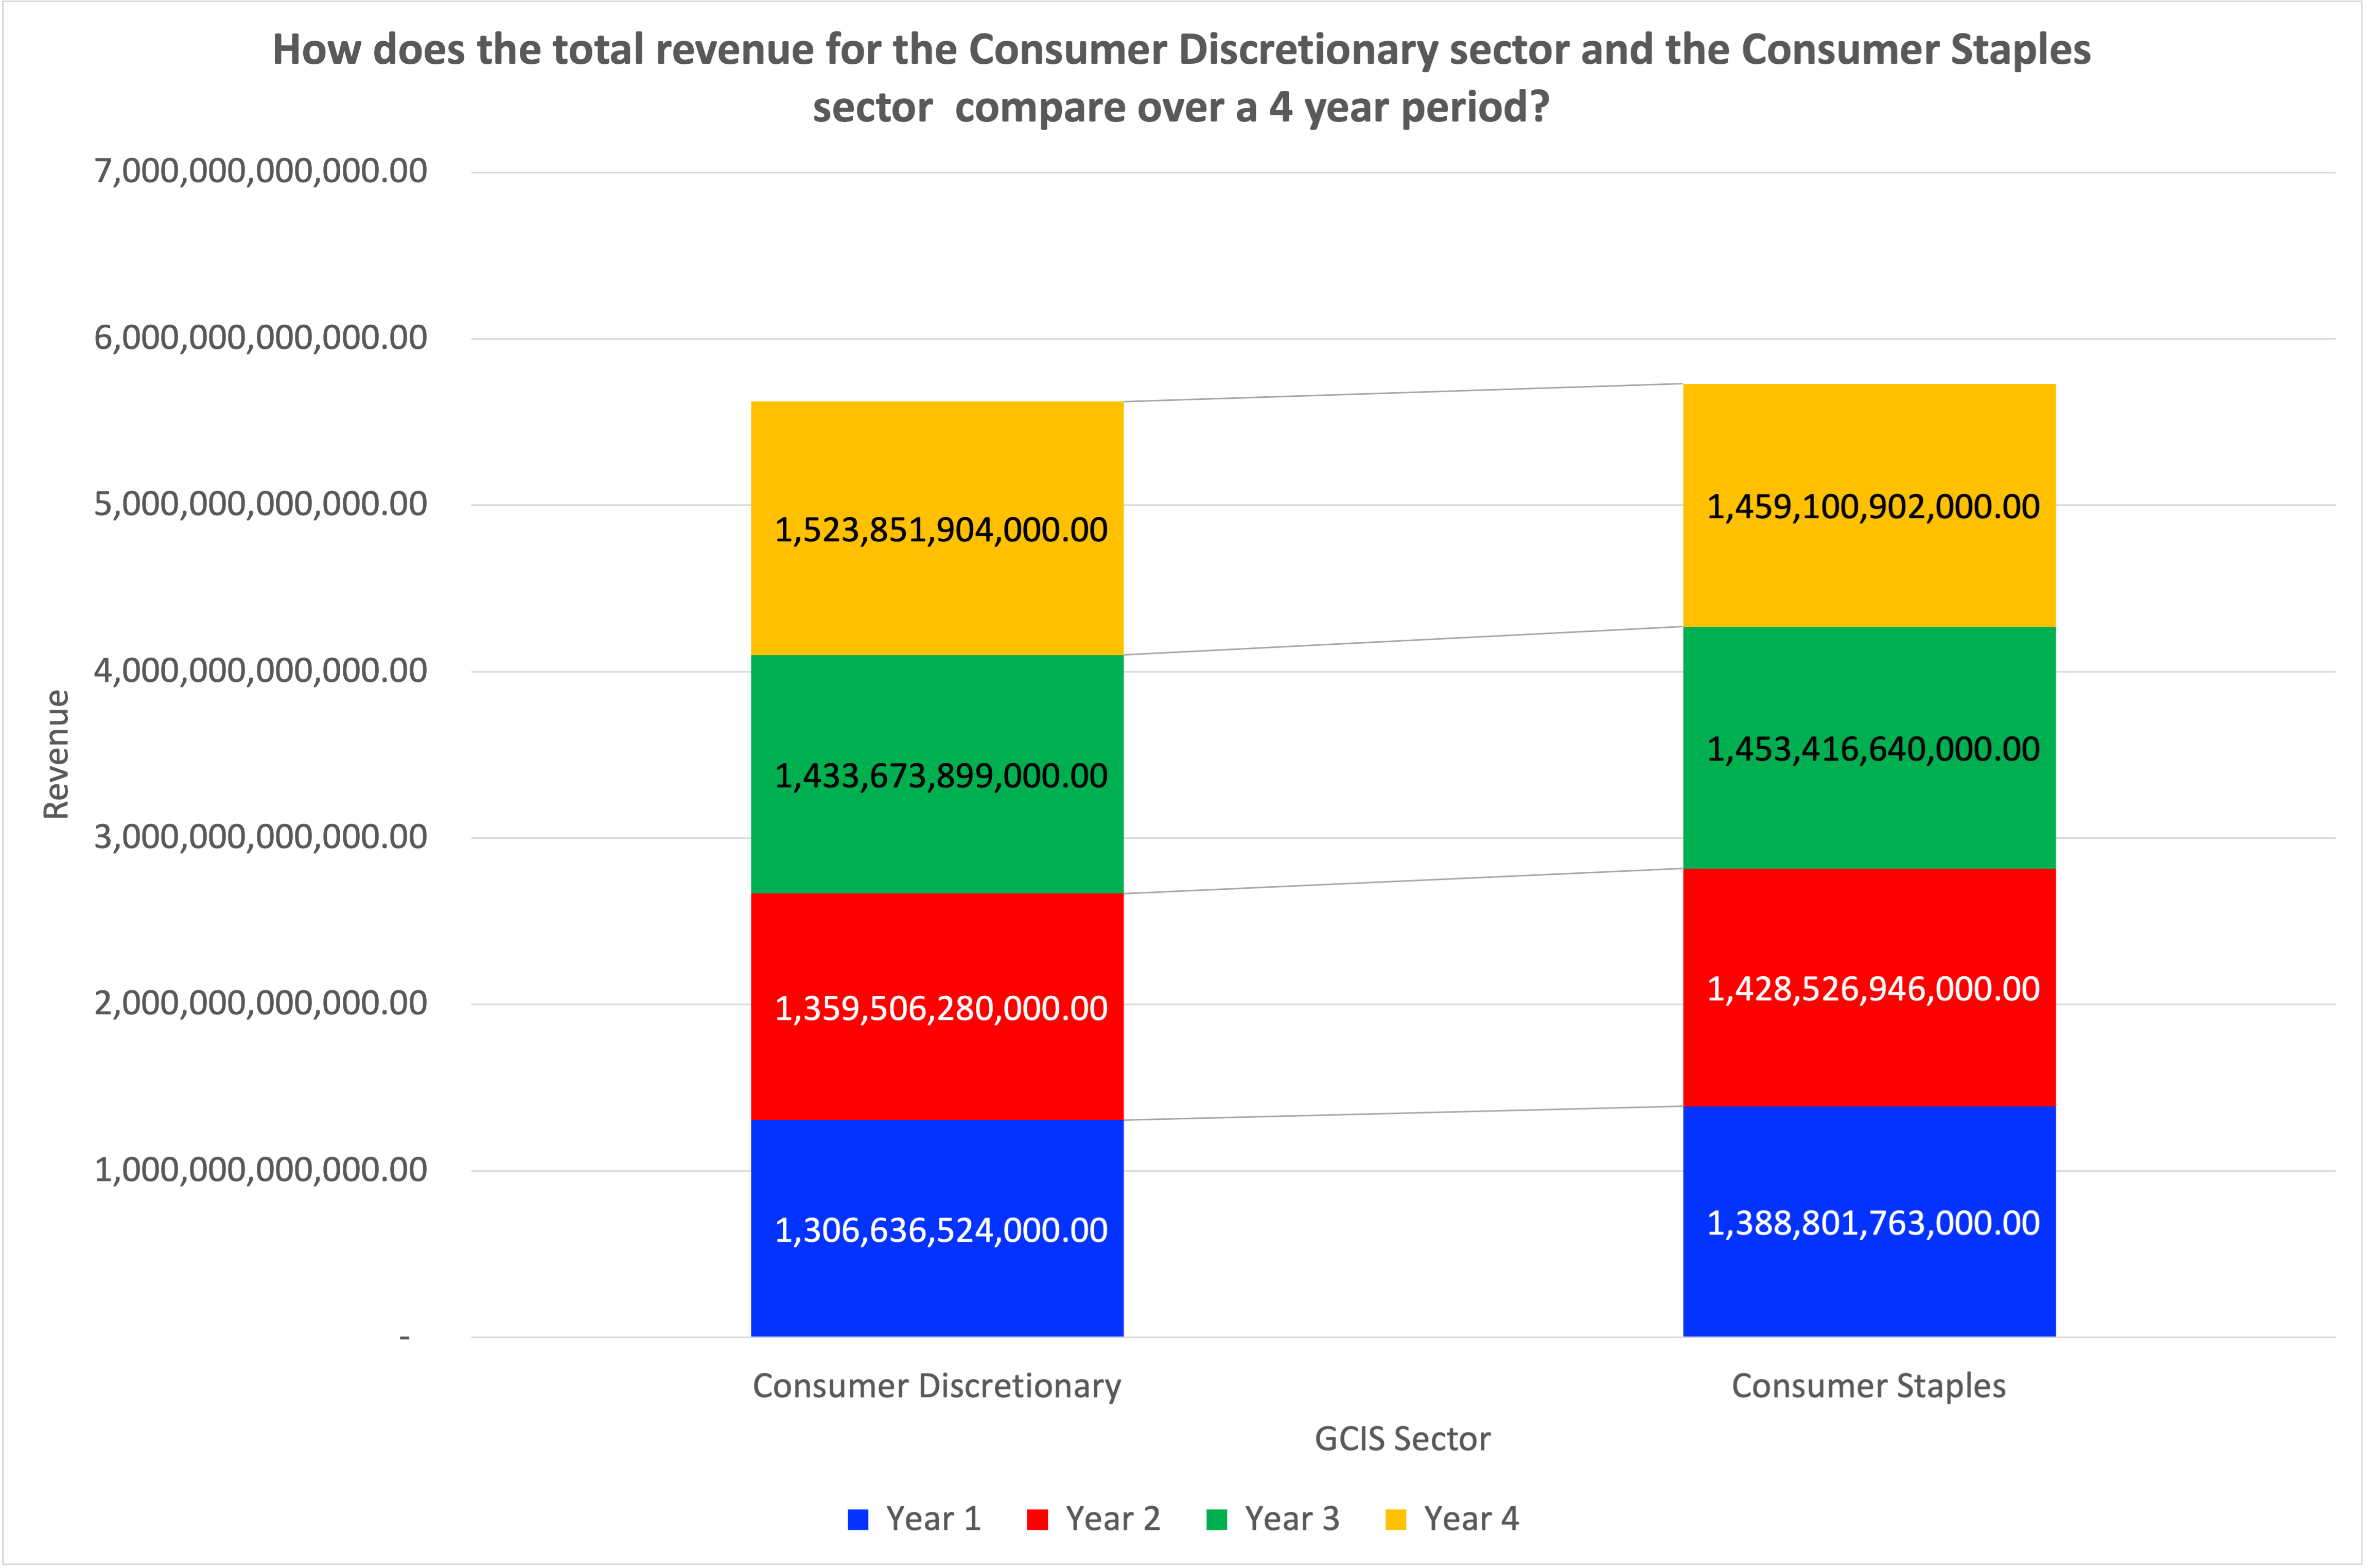 How does the total revenue for the Consumer Discretionary sector and the Consumer Staples
sector  compare over a 4 year period?
7,000,000,000,000.00
6,000,000,000,000.00
5,000,000,000,000.00
4,000,000,000,000.00
3,000,000,000,000.00
2,000,000,000,000.00
1,000,000,000,000.00
-
Revenue
1,523,851,904,000.00
1,433,673,899,000.00
1,359,506,280,000.00
1,306,636,524,000.00
1,459,100,902,000.00
1,453,416,640,000.00
1,428,526,946,000.00
1,388,801,763,000.00
Consumer Discretionary
Consumer Staples
GCIS Sector
Year 1
Year 2
Year 3
Year 4